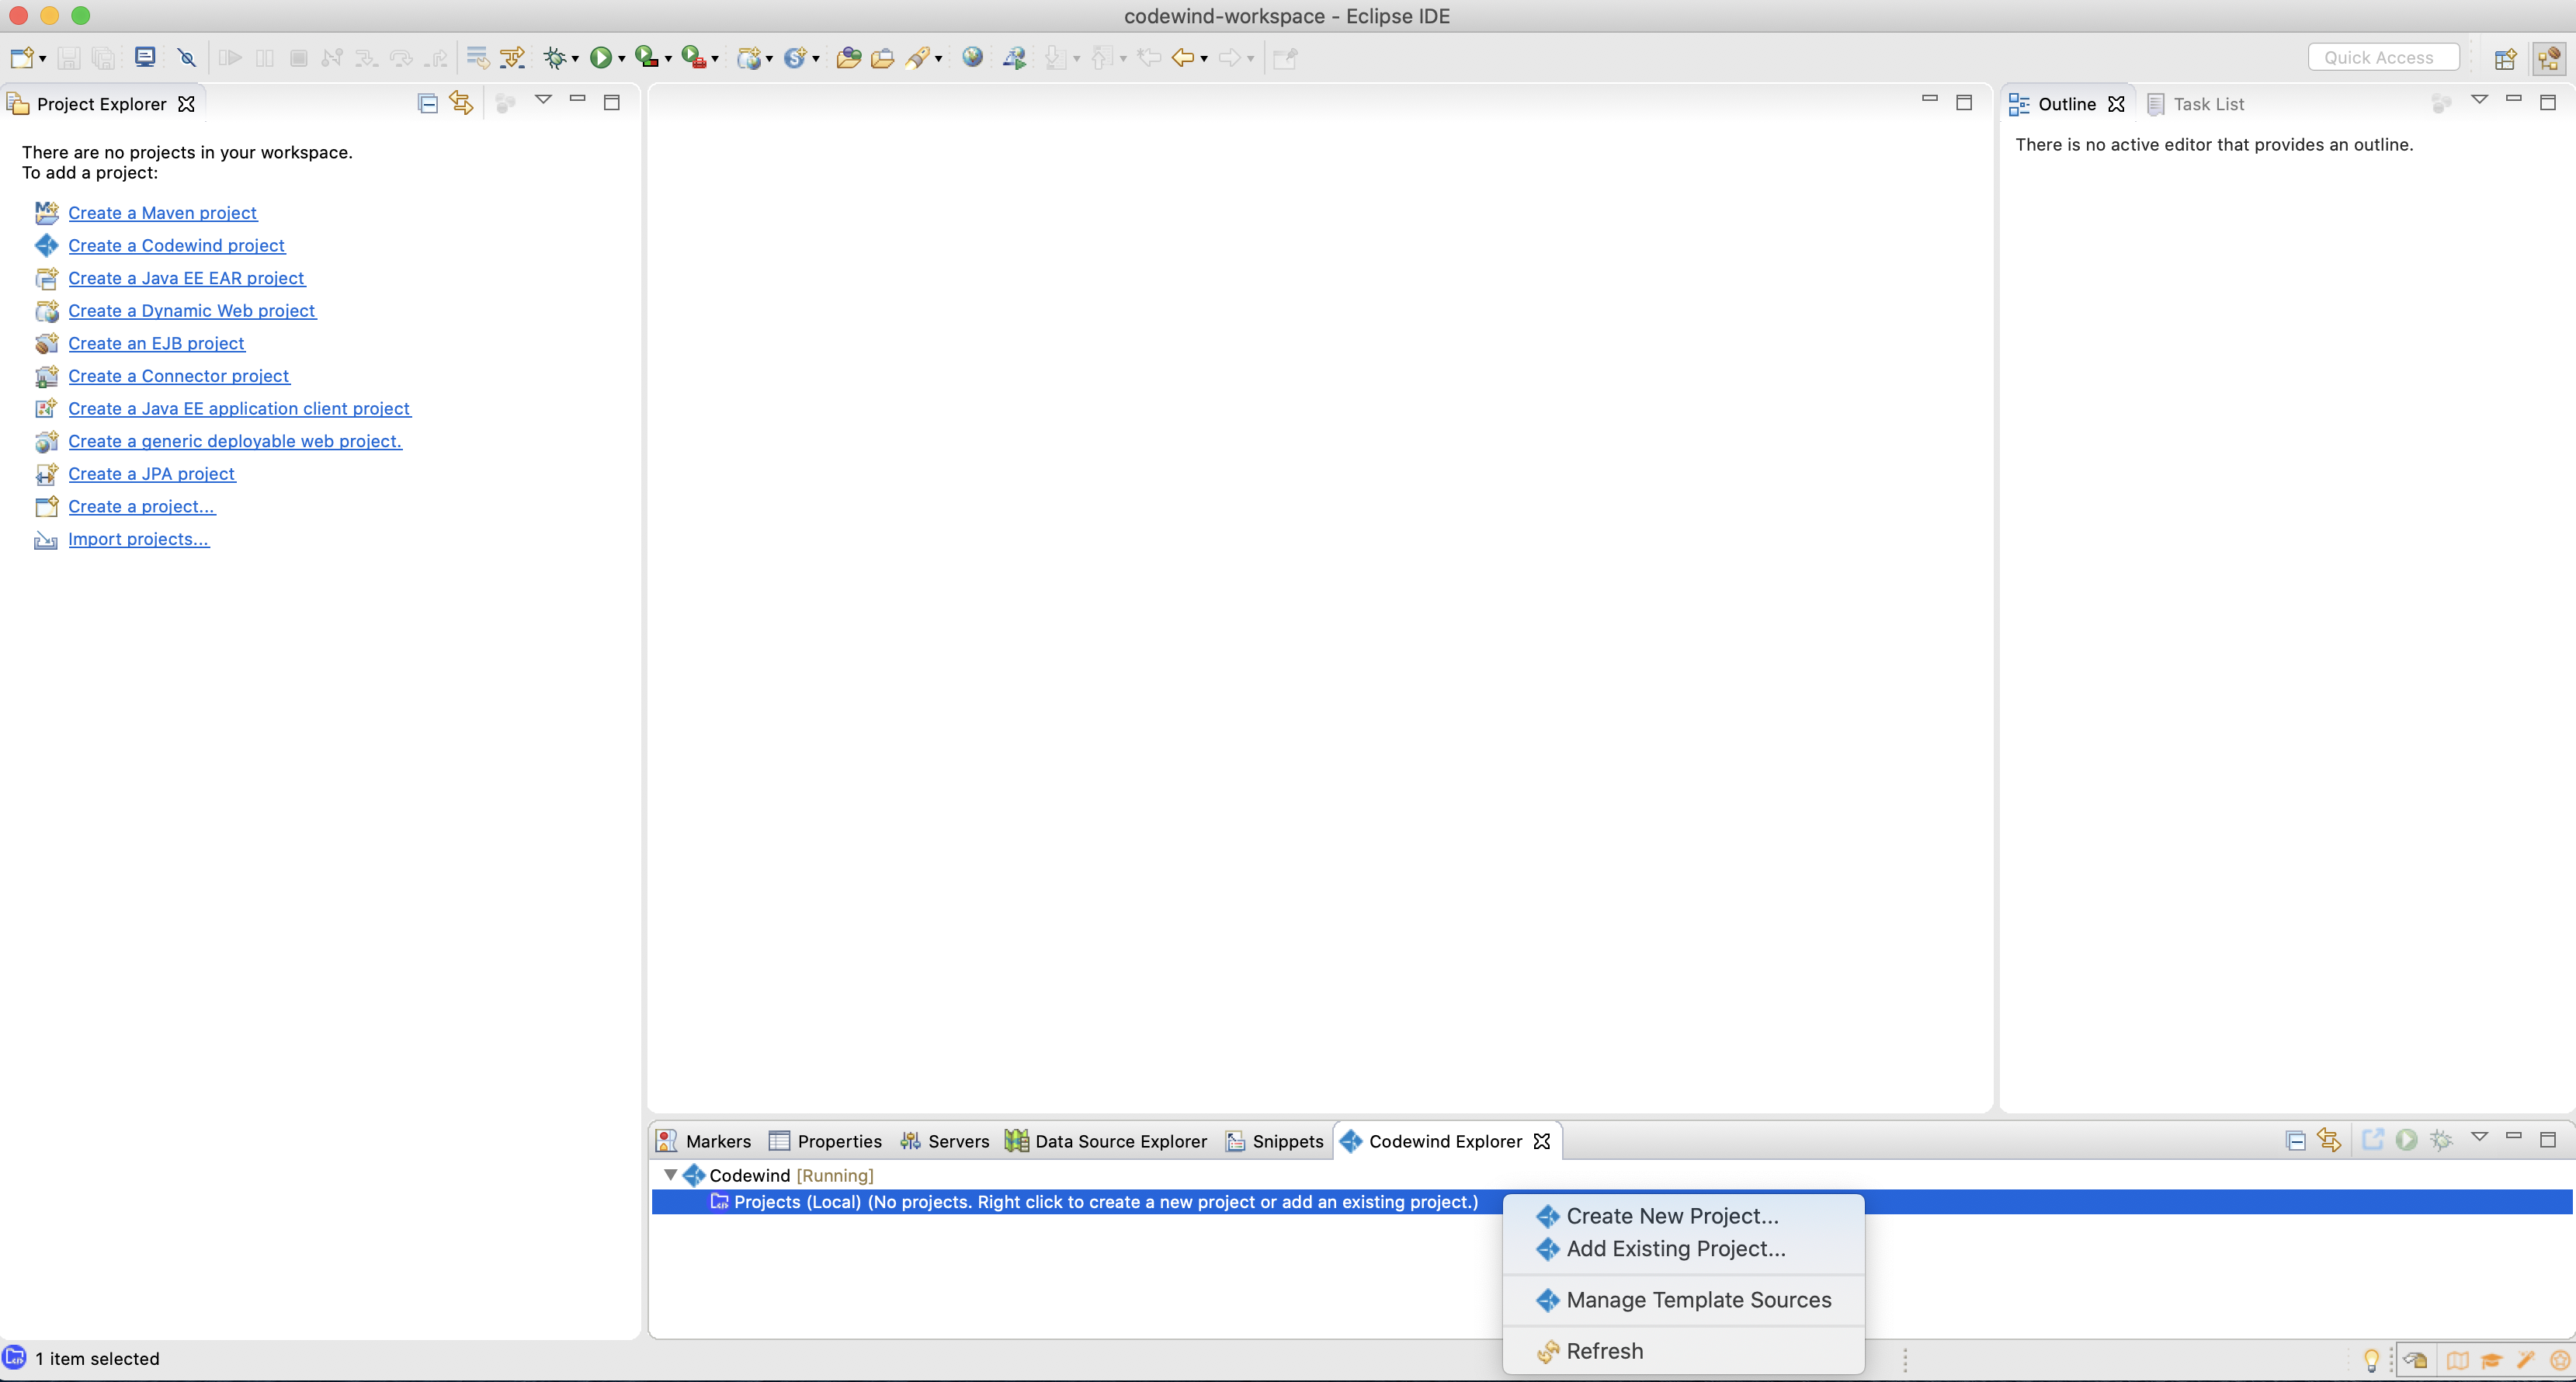 codewind-workspace - Eclipse IDE
Quick Access
Project Explorer
There are no projects in your workspace.
To add a project:
Create a Maven project
Create a Codewind project
Create a Java EE EAR project
Create a Dynamic Web project
Create an EJB project
Create a Connector project
Create a Java EE application client project
Create a generic deployable web project.
Create a JPA project
Create a project...
Import projects...
Outline Task List
There is no active editor that provides an outline.
Markers Properties Servers Data Source Explorer Snippets Codewind Explorer
Codewind [Running]
Projects (Local) (No projects. Right click to create a new project or add an existing project.)
Create New Project...
Add Existing Project...
Manage Template Sources
Refresh
1 item selected